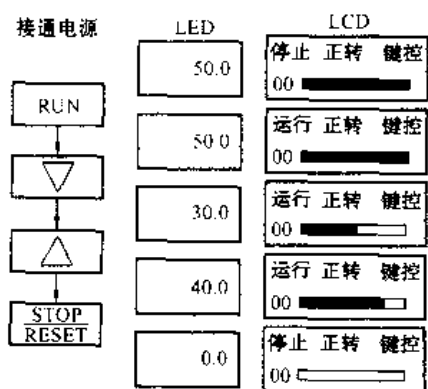 接通电源 LED LCD
50.0 停止 正转 键控
00
RUN 50.0 运行 正转 键控
00
30.0 运行 正转 键控
00
40.0 运行 正转 键控
00
STOP
RESET
0.0 停止 正转 键控
00